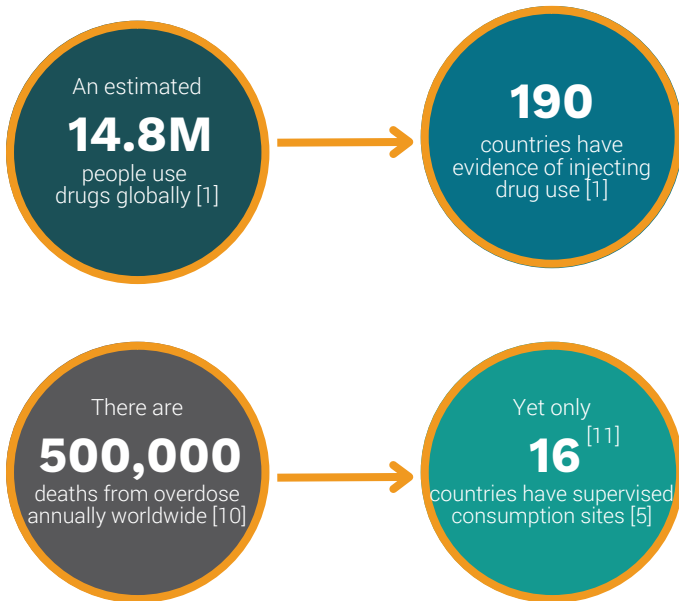 An estimated
14.8M
people use
drugs globally [1]
190
countries have
evidence of injecting
drug use [1]
There are
500,000
deaths from overdose
annually worldwide [10]
Yet only
16 [11]
countries have supervised
consumption sites [5]